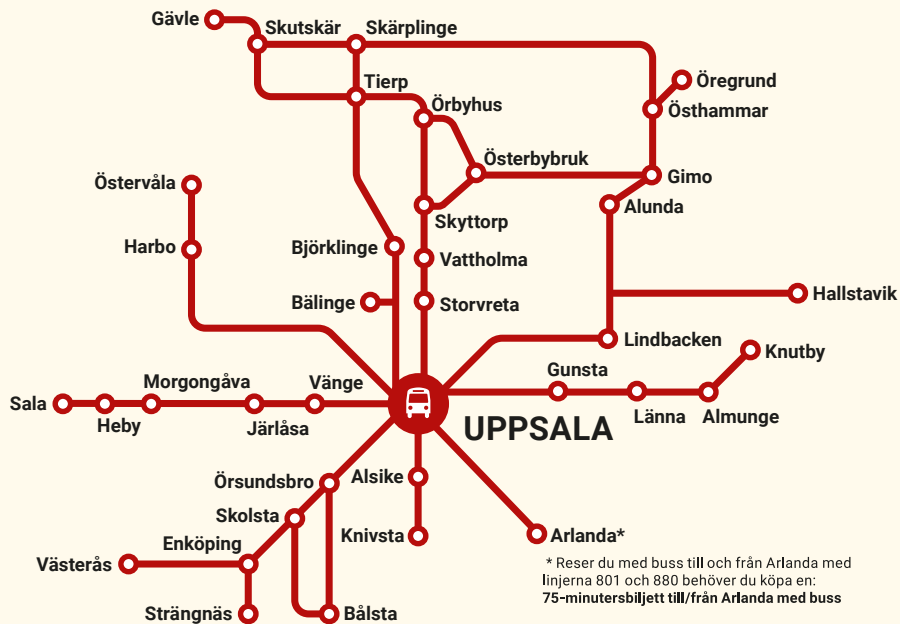 Gävle
Skutskär
Skärplinge
Öregrund
Tierp
Örbyhus
Östhammar
Österbybruk
Gimo
Östervåla
Alunda
Skyttorp
Harbo
Björklinge
Vattholma
Bälinge
Storvreta
Hallstavik
Lindbacken
Knutby
Gunsta
Vänge
Morgongåva
Sala
Heby
Järlåsa
Länna
Almunge
UPPSALA
Örsundsbro
Alsike
Skolsta
Knivsta
Arlanda*
Enköping
Västerås
Strängnäs
Bålsta
* Reser du med buss till och från Arlanda med
linjerna 801 och 880 behöver du köpa en:
75-minutersbiljett till/från Arlanda med buss